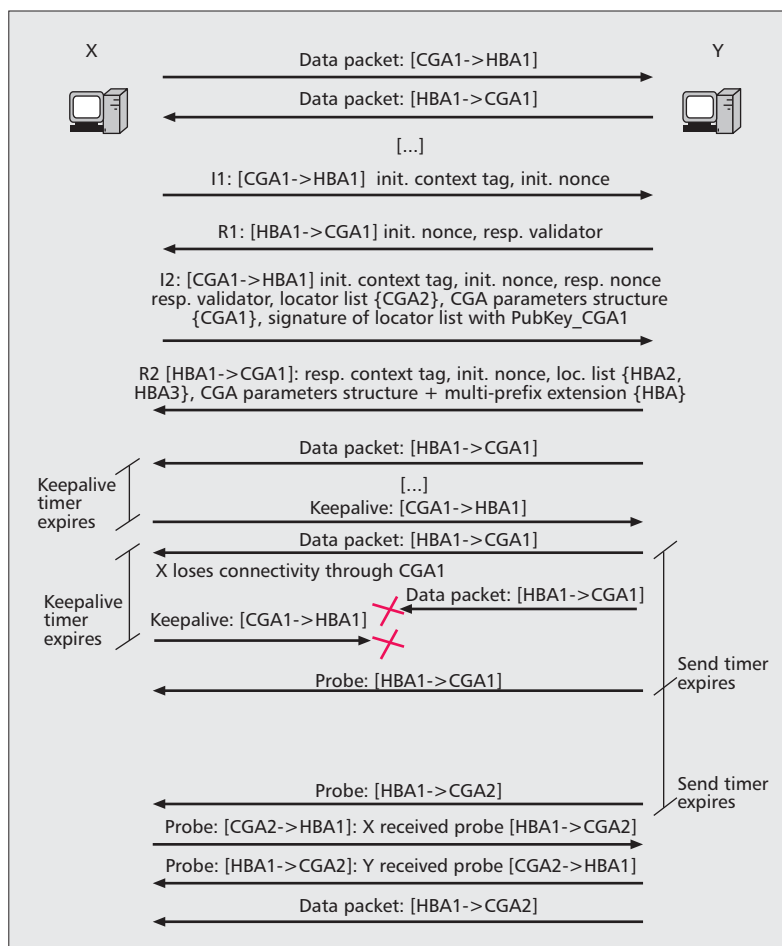 X
Y
Data packet: [CGA1->HBA1]
Data packet: [HBA1->CGA1]
[...]
I1: [CGA1->HBA1] init. context tag, init. nonce
R1: [HBA1->CGA1] init. nonce, resp. validator
I2: [CGA1->HBA1] init. context tag, init. nonce, resp. nonce
resp. validator, locator list {CGA2}, CGA parameters structure
{CGA1}, signature of locator list with PubKey_CGA1
R2 [HBA1->CGA1]: resp. context tag, init. nonce, loc. list {HBA2,
HBA3}, CGA parameters structure + multi-prefix extension {HBA}
Data packet: [HBA1->CGA1]
Keepalive
timer
expires
[...]
Keepalive: [CGA1->HBA1]
Data packet: [HBA1->CGA1]
X loses connectivity through CGA1
Data packet: [HBA1->CGA1]
Keepalive
timer
expires
Keepalive: [CGA1->HBA1]
Probe: [HBA1->CGA1]
Send timer
expires
Probe: [HBA1->CGA2]
Send timer
expires
Probe: [CGA2->HBA1]: X received probe [HBA1->CGA2]
Probe: [HBA1->CGA2]: Y received probe [CGA2->HBA1]
Data packet: [HBA1->CGA2]